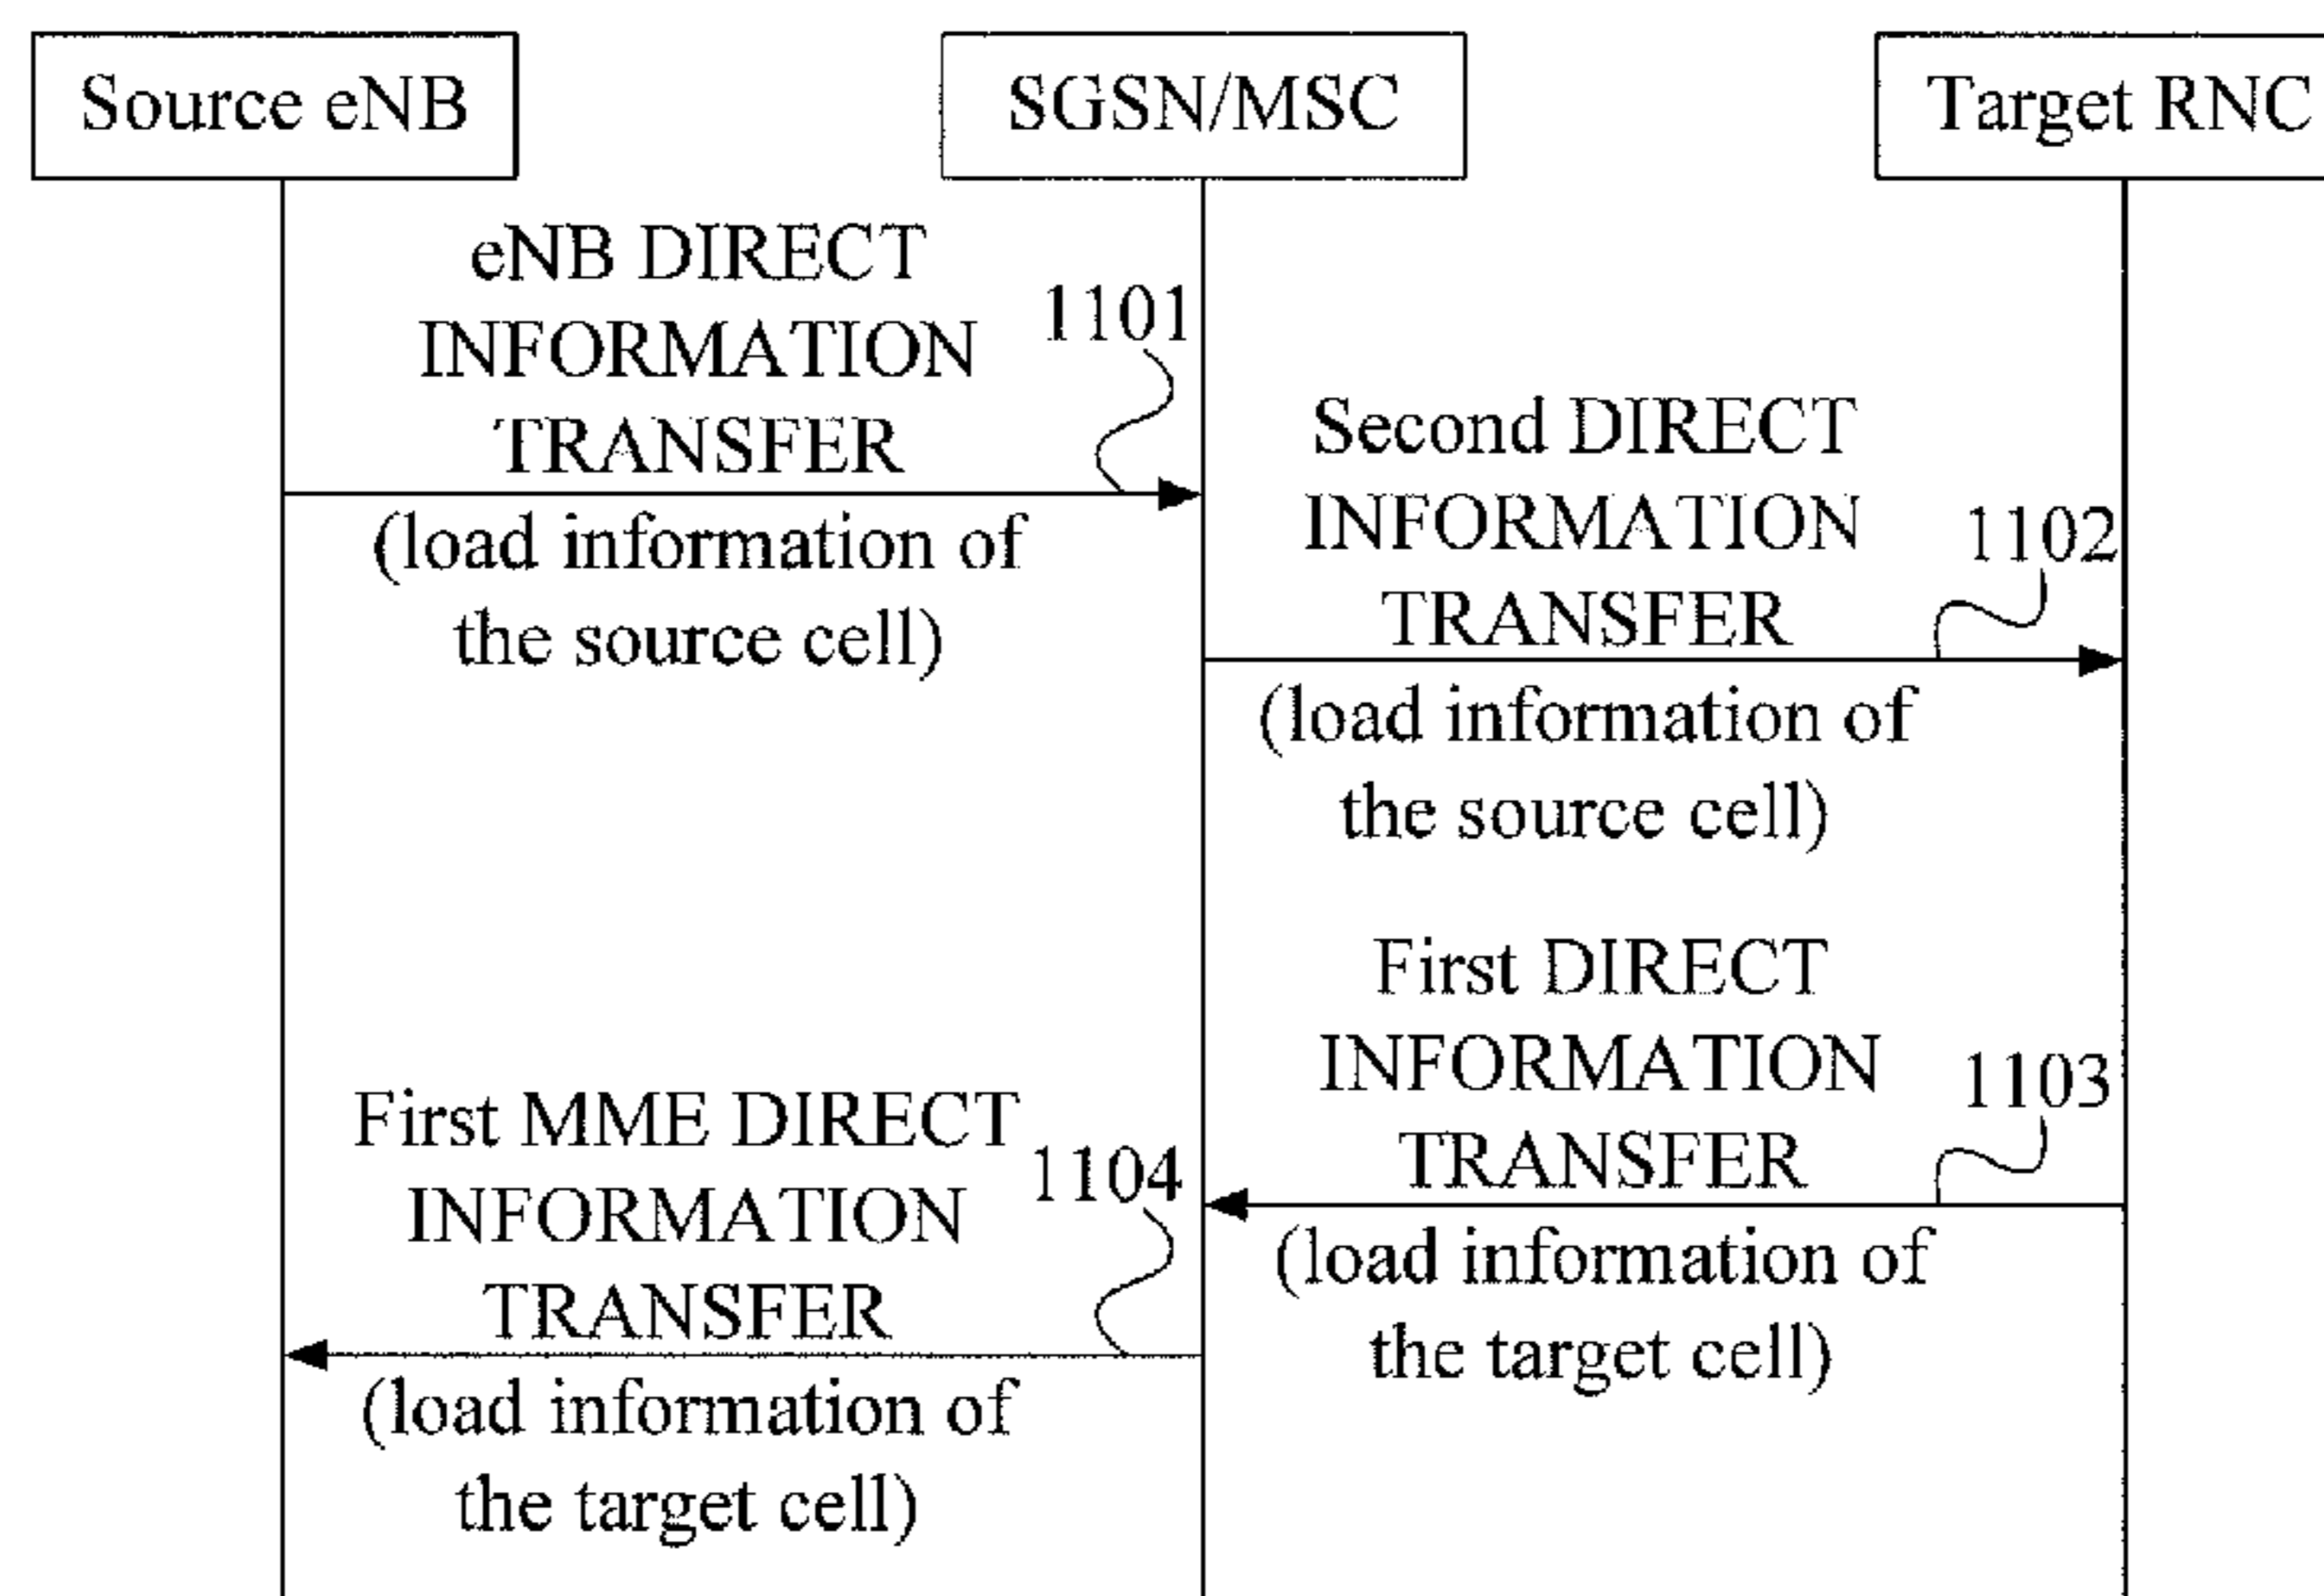 Source eNB
SGSN/MSC
Target RNC
eNB DIRECT
INFORMATION
TRANSFER
1101
(load information of
the source cell)
Second DIRECT
INFORMATION
TRANSFER
1102
(load information of
the source cell)
First DIRECT
INFORMATION
TRANSFER
1103
(load information of
the target cell)
First MME DIRECT
INFORMATION
TRANSFER
1104
(load information of
the target cell)